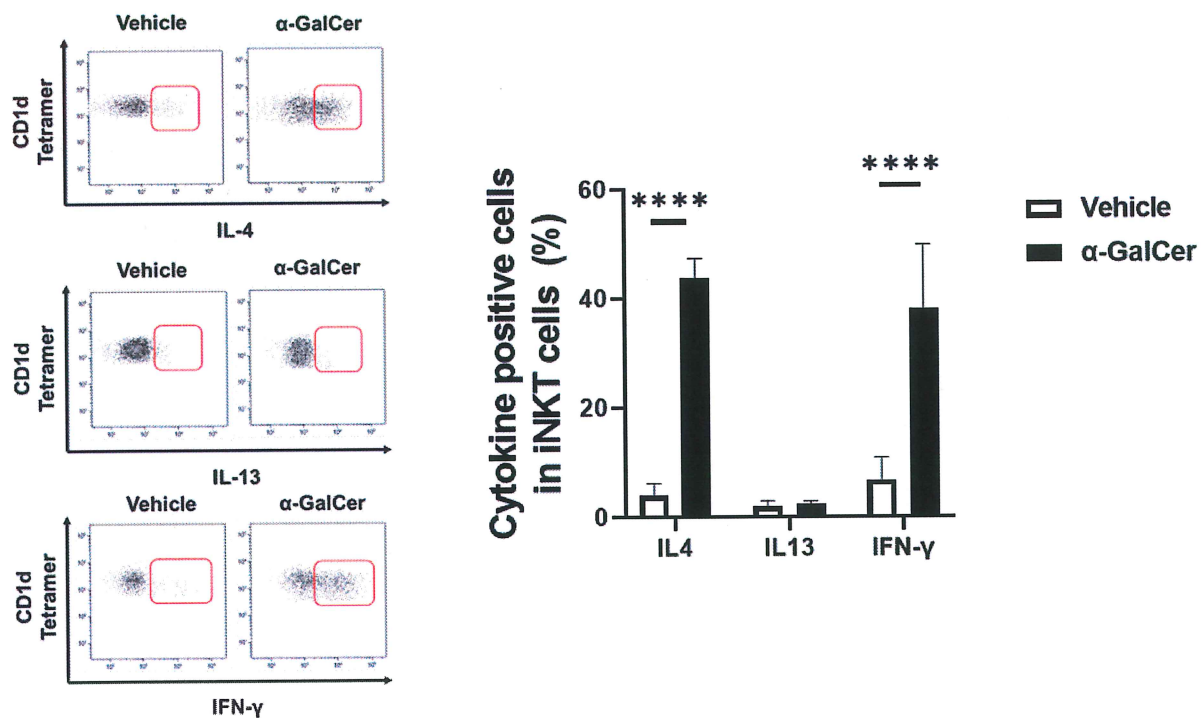 Vehicle
α-GalCer
CD1d
Tetramer
IL-4
Vehicle
α-GalCer
CD1d
Tetramer
IL-13
Vehicle
α-GalCer
CD1d
Tetramer
IFN-γ
Cytokine positive cells
in iNKT cells (%)
60
40
20
0
****
****
IL4
IL13
IFN-γ
Vehicle
α-GalCer